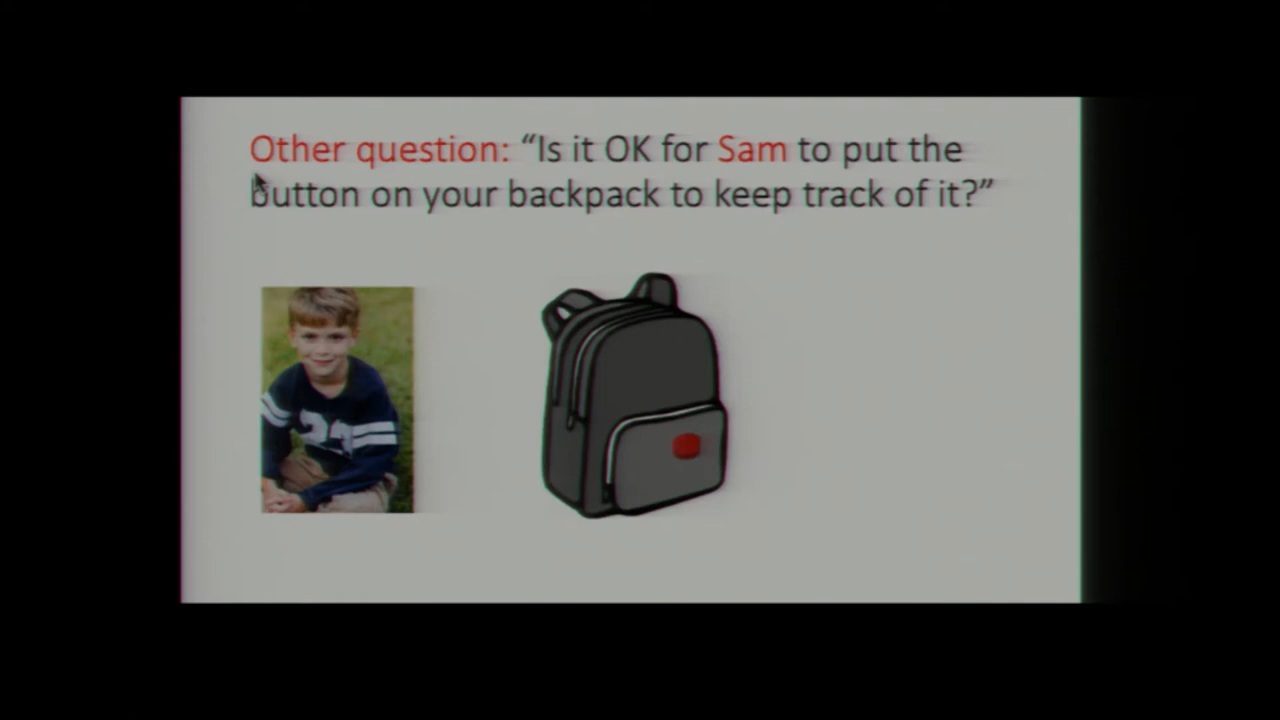 Other question: “Is it OK for Sam to put the
button on your backpack to keep track of it?”